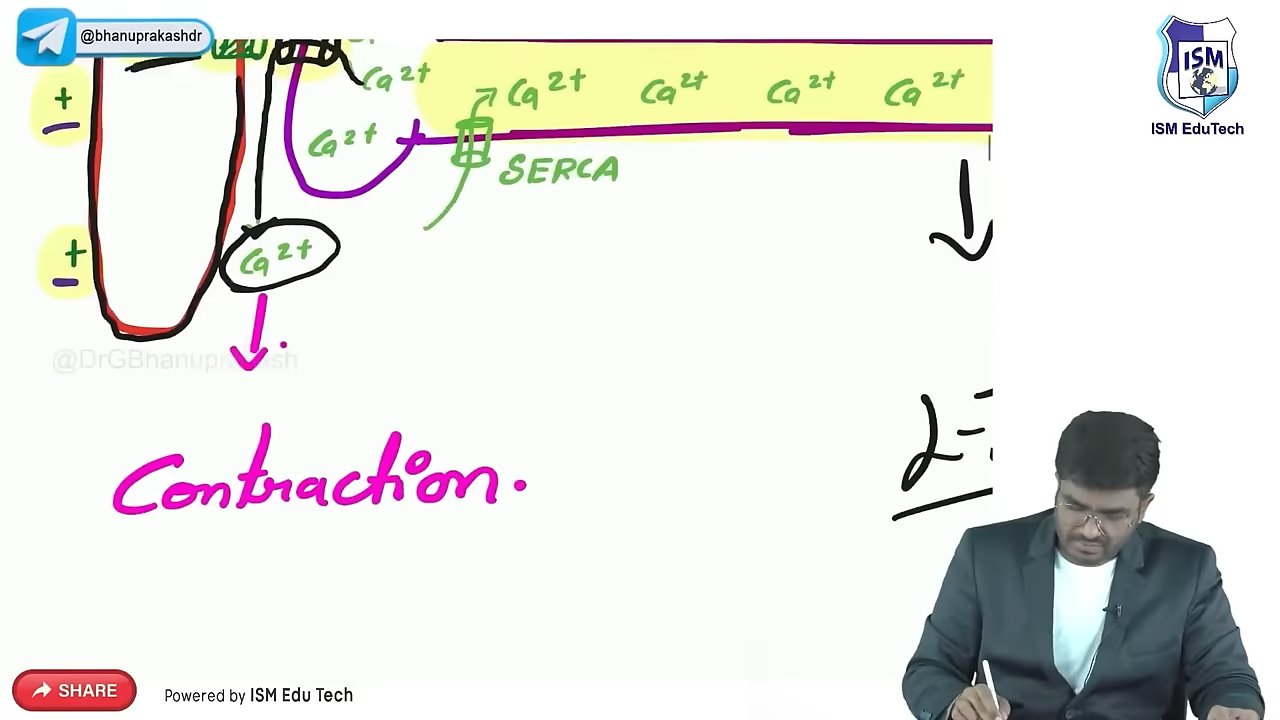 @bhanuprakashdr
ISM
ISM EduTech
+
−
Ca²⁺
Ca²⁺ Ca²⁺ Ca²⁺ Ca²⁺
Ca²⁺
SERCA
+
−
Ca²⁺
@DrGBhanuprakash
Contraction.
SHARE
Powered by ISM Edu Tech